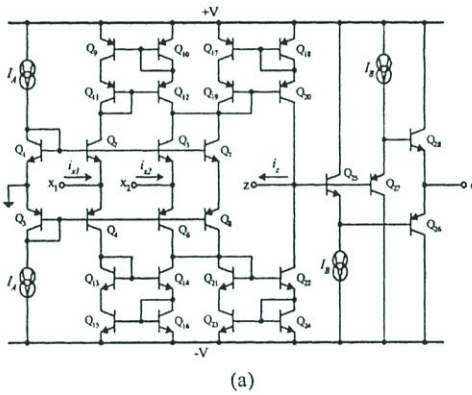 +V
Q9 Q10 Q17 Q18
IA IB
Q11 Q12 Q19 Q20
Q1 Q2 Q5 Q7 Q28
ix1 ix2 iz Q25 Q27
X1 X2 Z
Q3 Q4 Q6 Q8 Q26
IA IB
Q13 Q14 Q21 Q22
Q15 Q16 Q23 Q24
-V
(a)